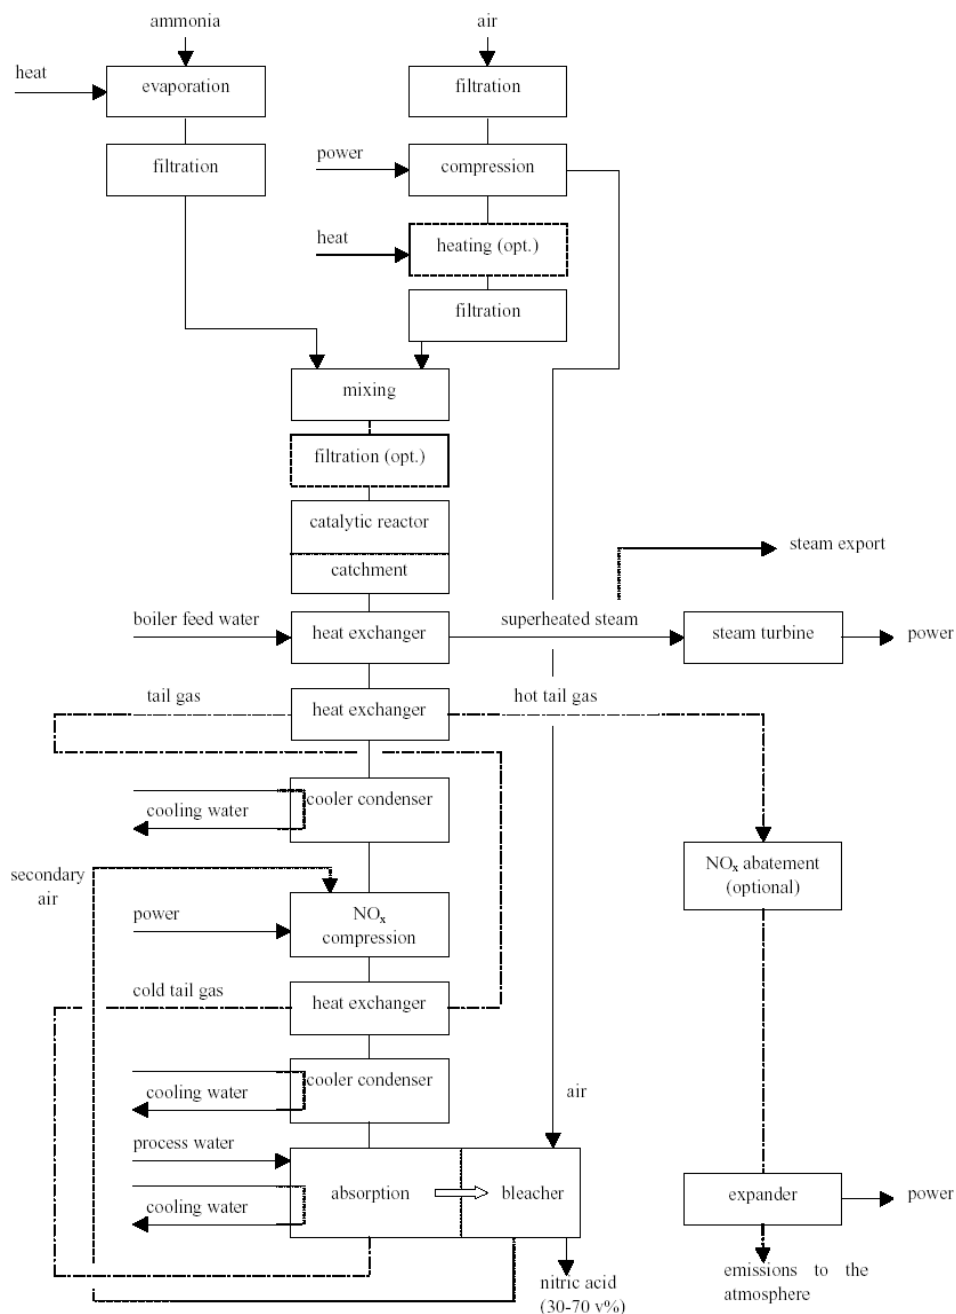 ammonia
air
heat
evaporation
filtration
power
filtration
compression
heat
heating (opt.)
filtration
mixing
filtration (opt.)
catalytic reactor
catchment
steam export
boiler feed water
heat exchanger
superheated steam
steam turbine
power
tail gas
heat exchanger
hot tail gas
cooler condenser
cooling water
secondary
air
NOx abatement
(optional)
power
NOx
compression
cold tail gas
heat exchanger
cooler condenser
cooling water
air
process water
absorption
bleacher
cooling water
expander
power
nitric acid
(30-70 v%)
emissions to the
atmosphere